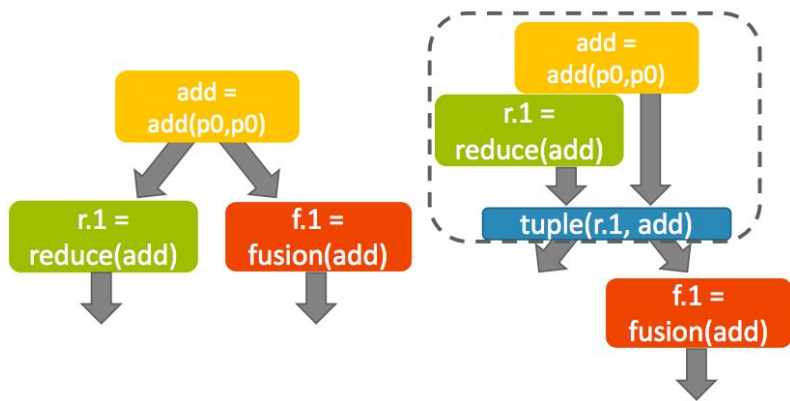 add =
add(p0,p0)
r.1 =
reduce(add)
f.1 =
fusion(add)
add =
add(p0,p0)
r.1 =
reduce(add)
tuple(r.1, add)
f.1 =
fusion(add)